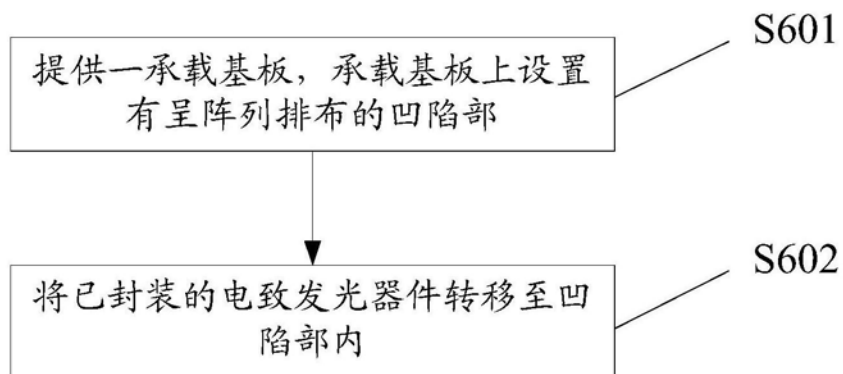 S601
提供一承载基板，承载基板上设置
有呈阵列排布的凹陷部
S602
将已封装的电致发光器件转移至凹
陷部内